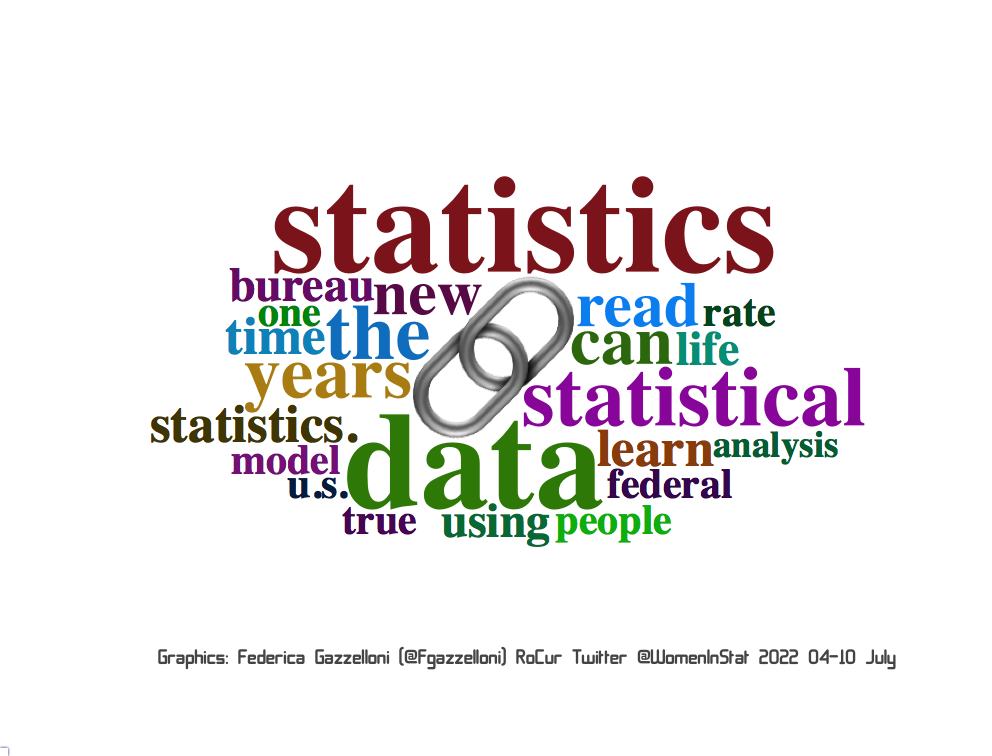 statistics
bureau new read rate
one
time the can life
years statistical
statistics. data learn analysis
model
u.s. federal
true using people
Graphics: Federica Gazzelloni (@Fgazzelloni) RoCur Twitter @WomenInStat 2022 04-10 July